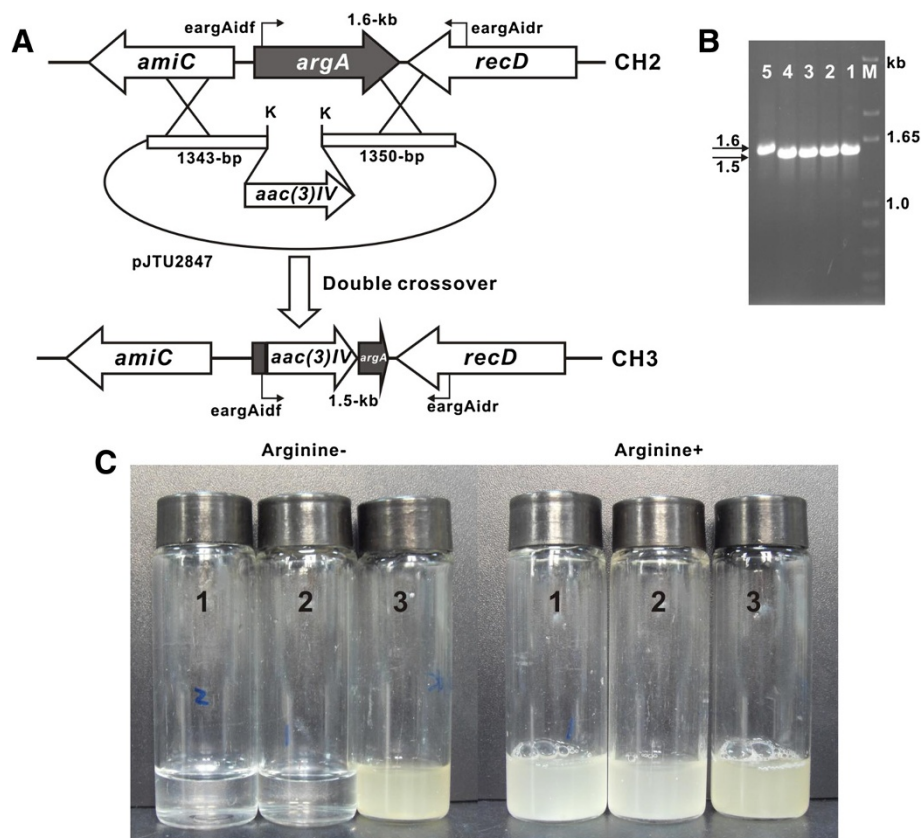 A
eargAidf
1.6-kb
eargAidr
amiC
argA
recD
CH2
K
K
1343-bp
1350-bp
aac(3)IV
pJTU2847
Double crossover
amiC
aac(3)IV
argA
recD
CH3
eargAidf
1.5-kb
eargAidr
B
kb
5 4 3 2 1 M
1.6
1.5
1.65
1.0
C
Arginine-
Arginine+
1 2 3
1 2 3